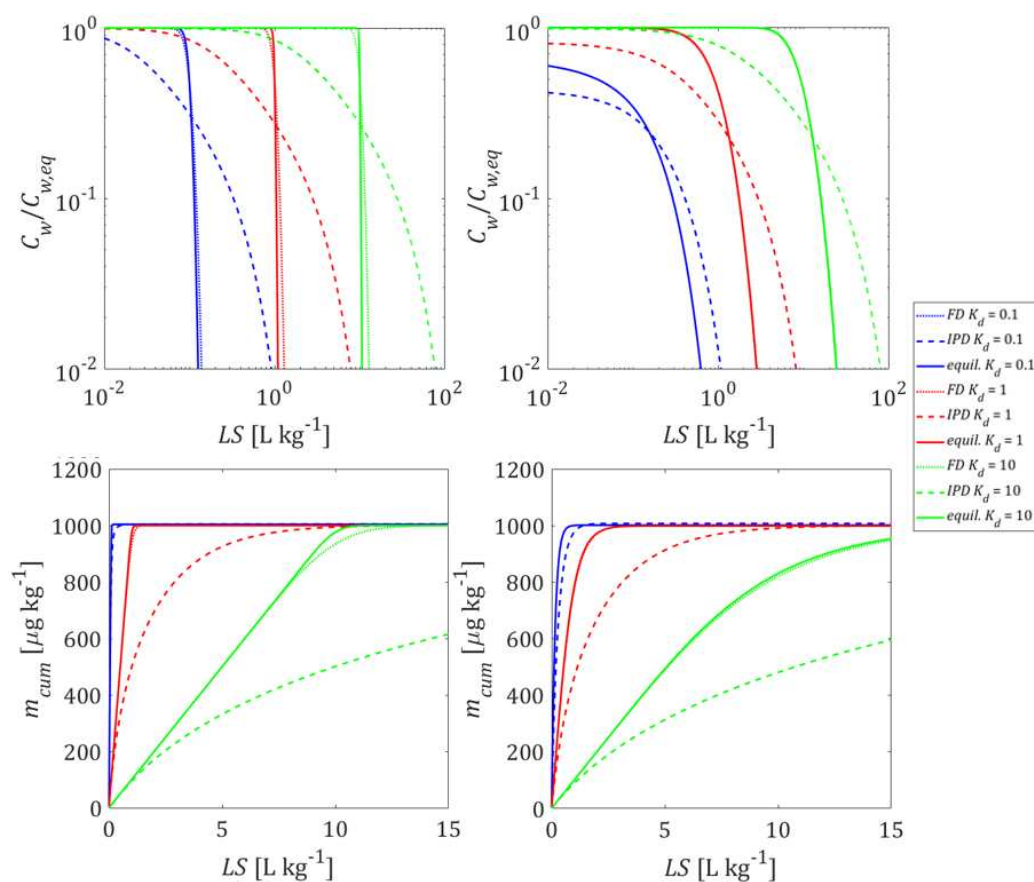 10^0
10^-1
10^-2
C_w/C_w,eq
10^-2
10^0
10^2
LS [L kg^-1]
10^0
10^-1
10^-2
C_w/C_w,eq
10^-2
10^0
10^2
LS [L kg^-1]
FD K_d = 0.1
IPD K_d = 0.1
equil. K_d = 0.1
FD K_d = 1
IPD K_d = 1
equil. K_d = 1
FD K_d = 10
IPD K_d = 10
equil. K_d = 10
1200
1000
800
600
400
200
0
m_cum [µg kg^-1]
0
5
10
15
LS [L kg^-1]
1200
1000
800
600
400
200
0
m_cum [µg kg^-1]
0
5
10
15
LS [L kg^-1]